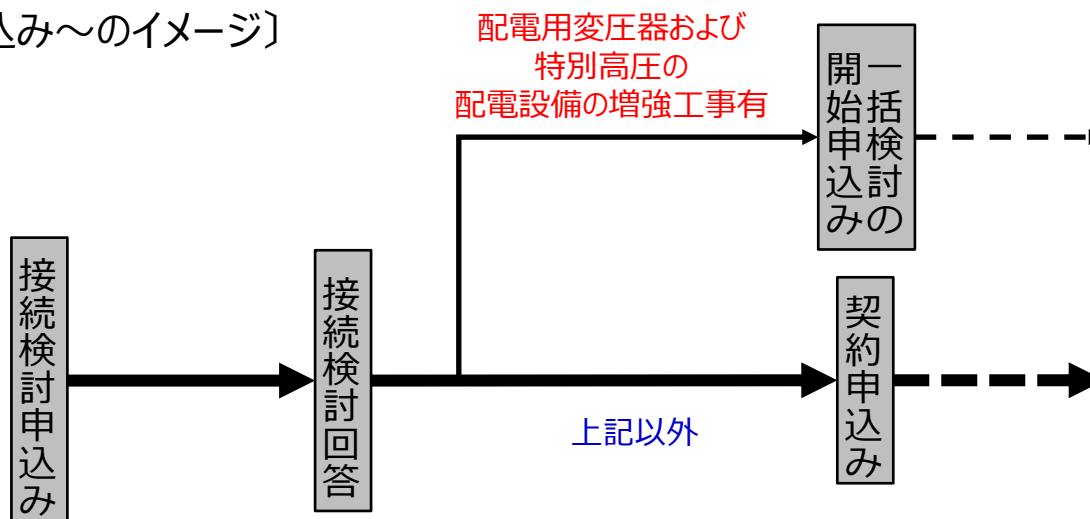 込み～のイメージ〕
配電用変圧器および
特別高圧の
配電設備の増強工事有
一括検討の
開始申込み
接続検討申込み
接続検討回答
契約申込み
上記以外